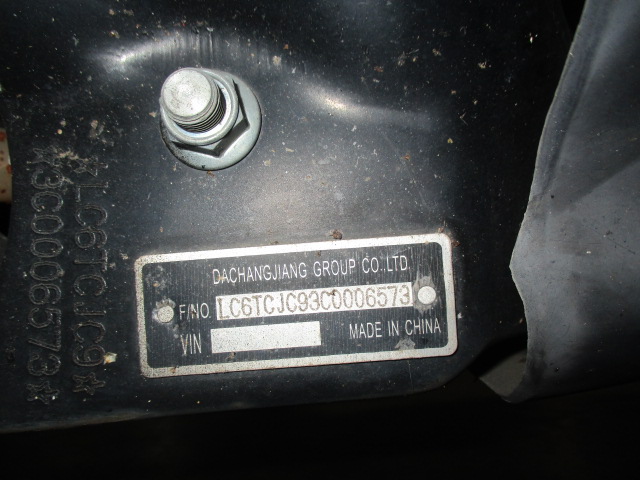 *LC6TCJC9*
*3C0006573*
DACHANGJIANG GROUP CO.,LTD
F/NO. LC6TCJC93C0006573
VIN
MADE IN CHINA